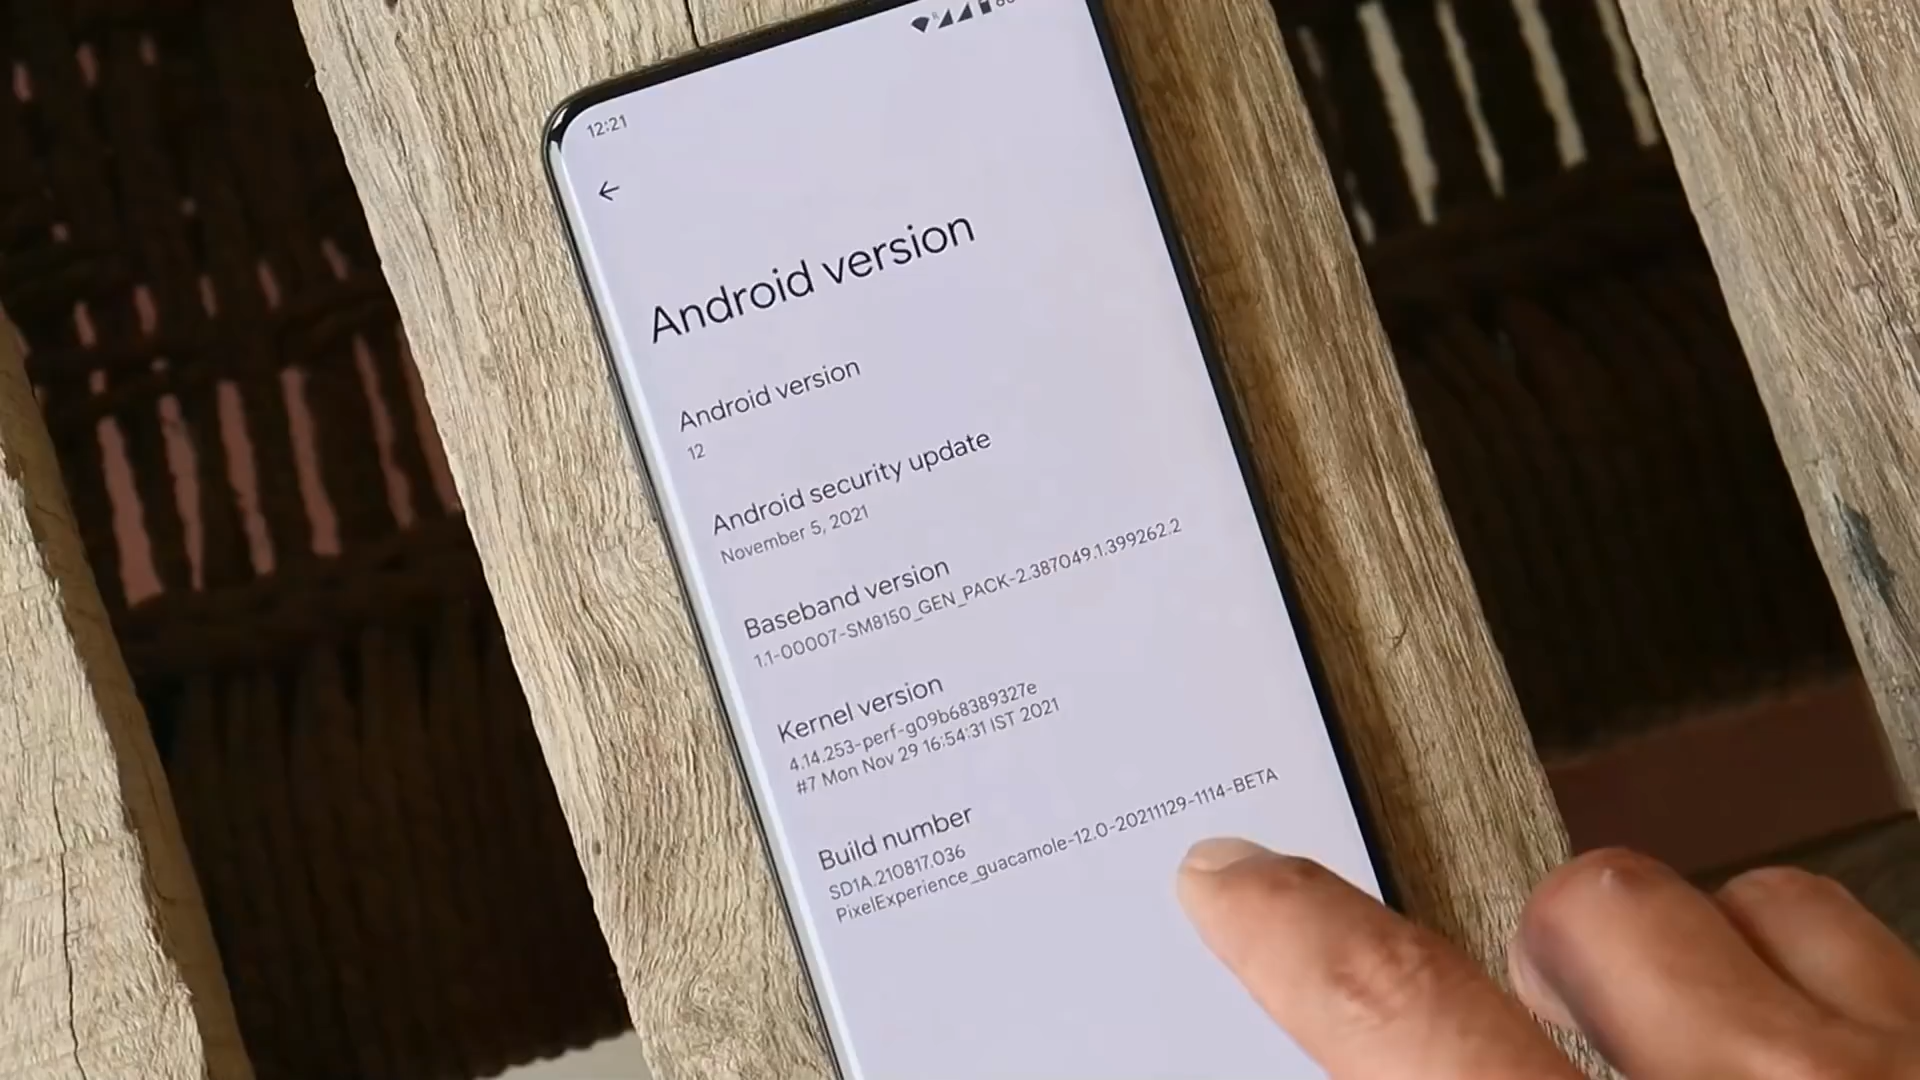 12:21
Android version
Android version
12
Android security update
November 5, 2021
Baseband version
1.1-00007-SM8150_GEN_PACK-2.387049.1.399262.2
Kernel version
4.14.253-perf-g09b68389327e
#7 Mon Nov 29 16:54:31 IST 2021
Build number
SD1A.210817.036
PixelExperience_guacamole-12.0-20211129-1114-BETA